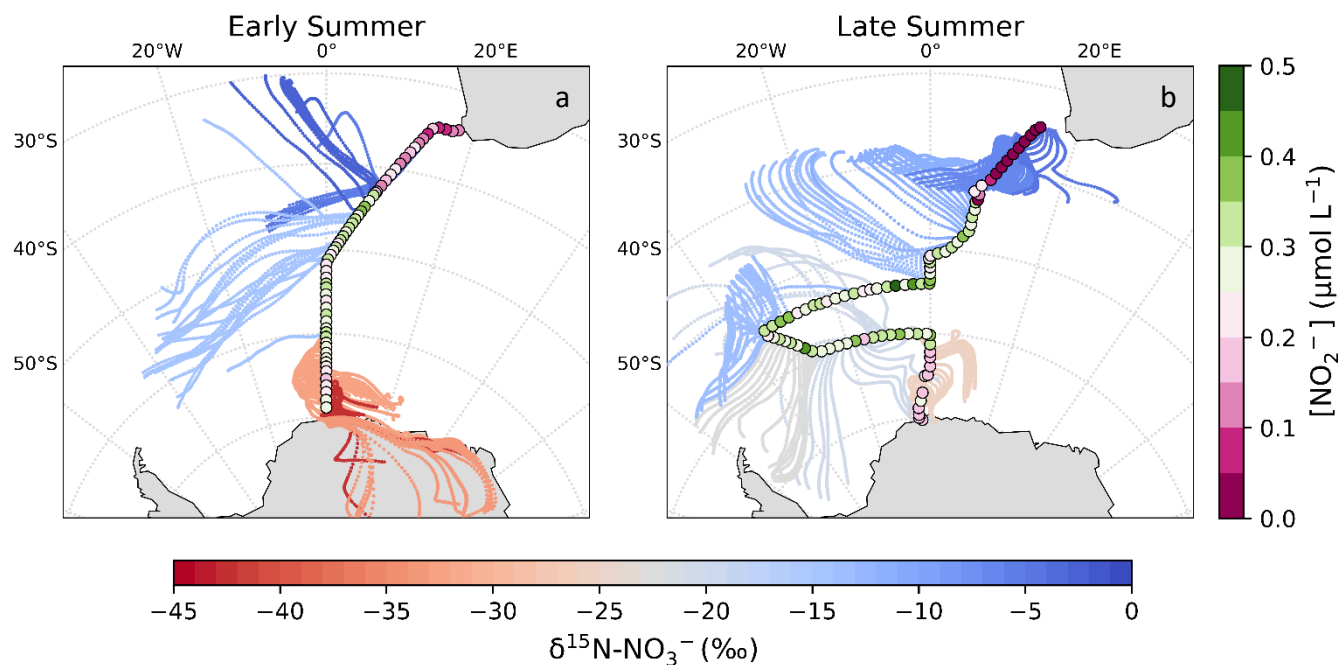 Early Summer
Late Summer
20°W 0° 20°E
20°W 0° 20°E
a
b
30°S
40°S
50°S
30°S
40°S
50°S
0.5
0.4
0.3
0.2
0.1
0.0
[NO₂⁻] (μmol L⁻¹)
−45 −40 −35 −30 −25 −20 −15 −10 −5 0
δ¹⁵N-NO₃⁻ (‰)